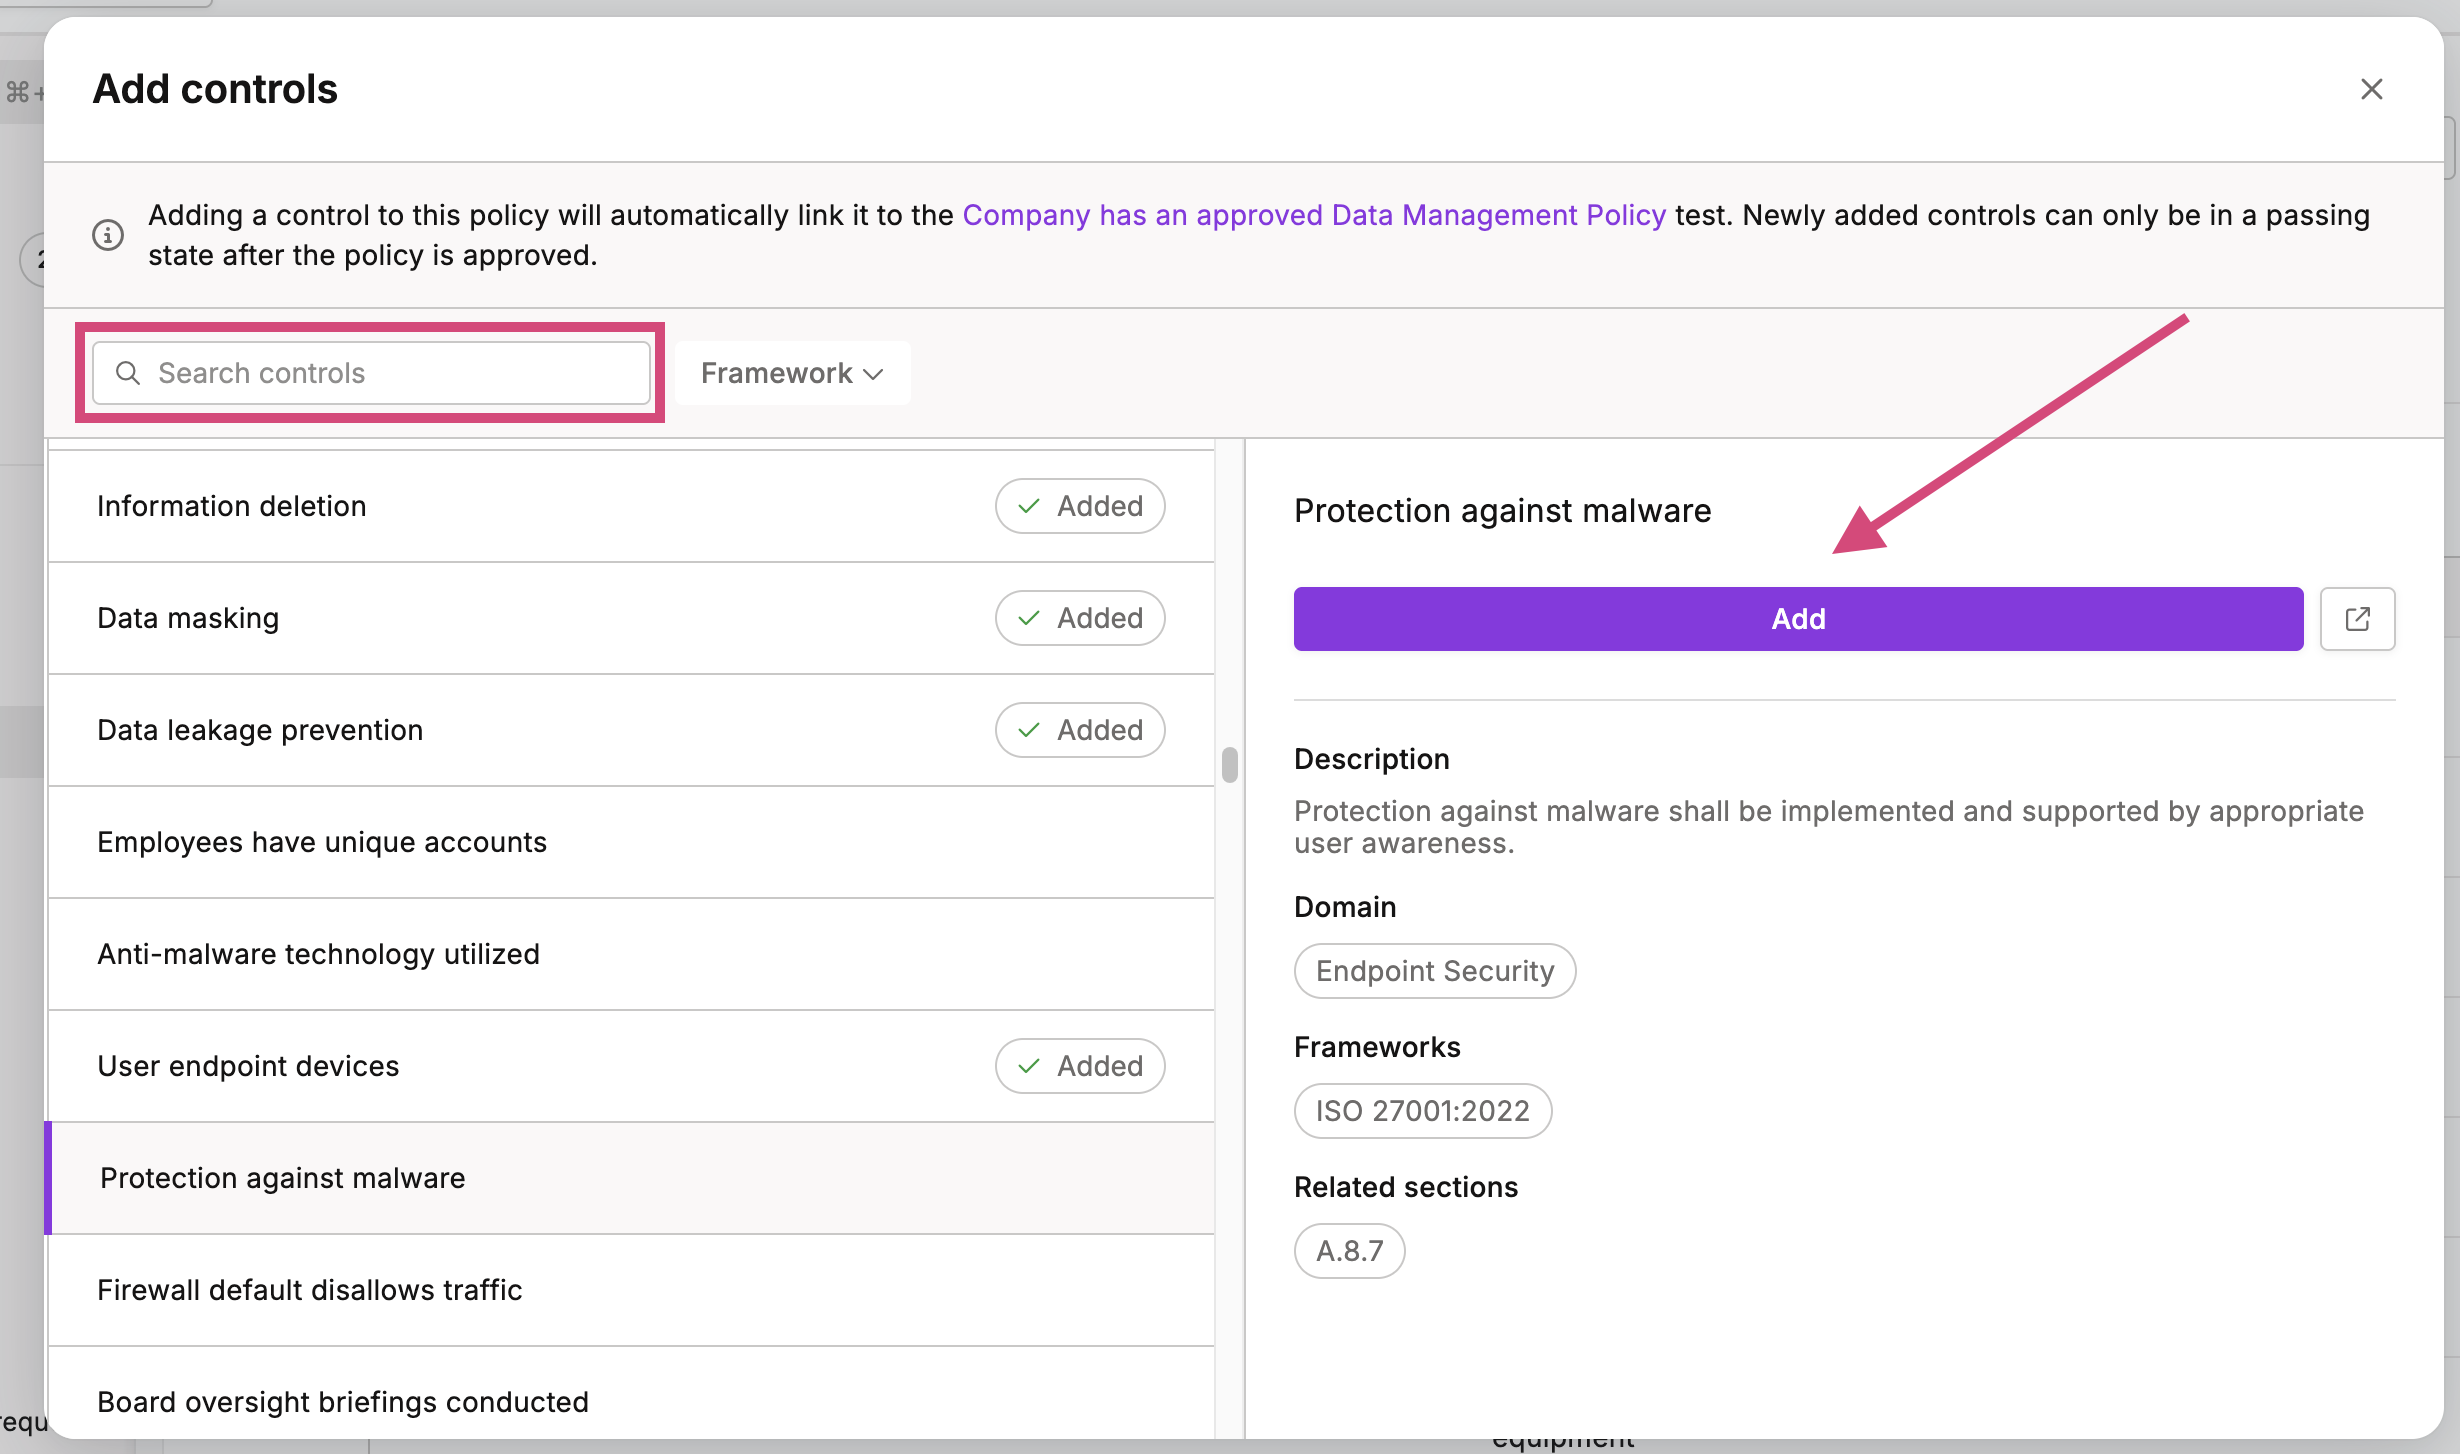 Add controls
⌘+
Adding a control to this policy will automatically link it to the Company has an approved Data Management Policy test. Newly added controls can only be in a passing
state after the policy is approved.
Search controls
Framework
Information deletion
Added
Data masking
Added
Data leakage prevention
Added
Employees have unique accounts
Anti-malware technology utilized
User endpoint devices
Added
Protection against malware
Firewall default disallows traffic
Board oversight briefings conducted
Protection against malware
Add
Description
Protection against malware shall be implemented and supported by appropriate
user awareness.
Domain
Endpoint Security
Frameworks
ISO 27001:2022
Related sections
A.8.7
equipment